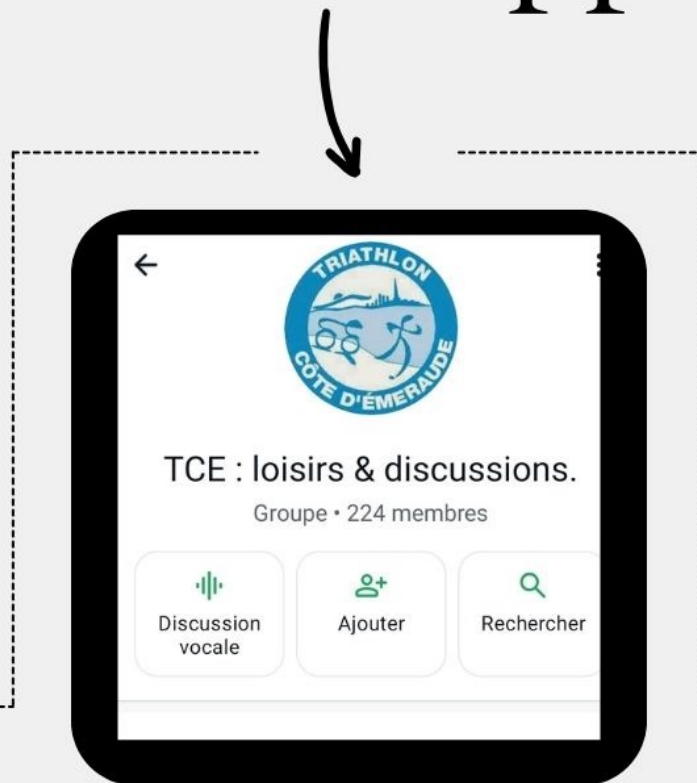 TRIATHLON
CÔTE D'ÉMERAUDE
TCE : loisirs & discussions.
Groupe • 224 membres
Discussion
vocale
Ajouter
Rechercher